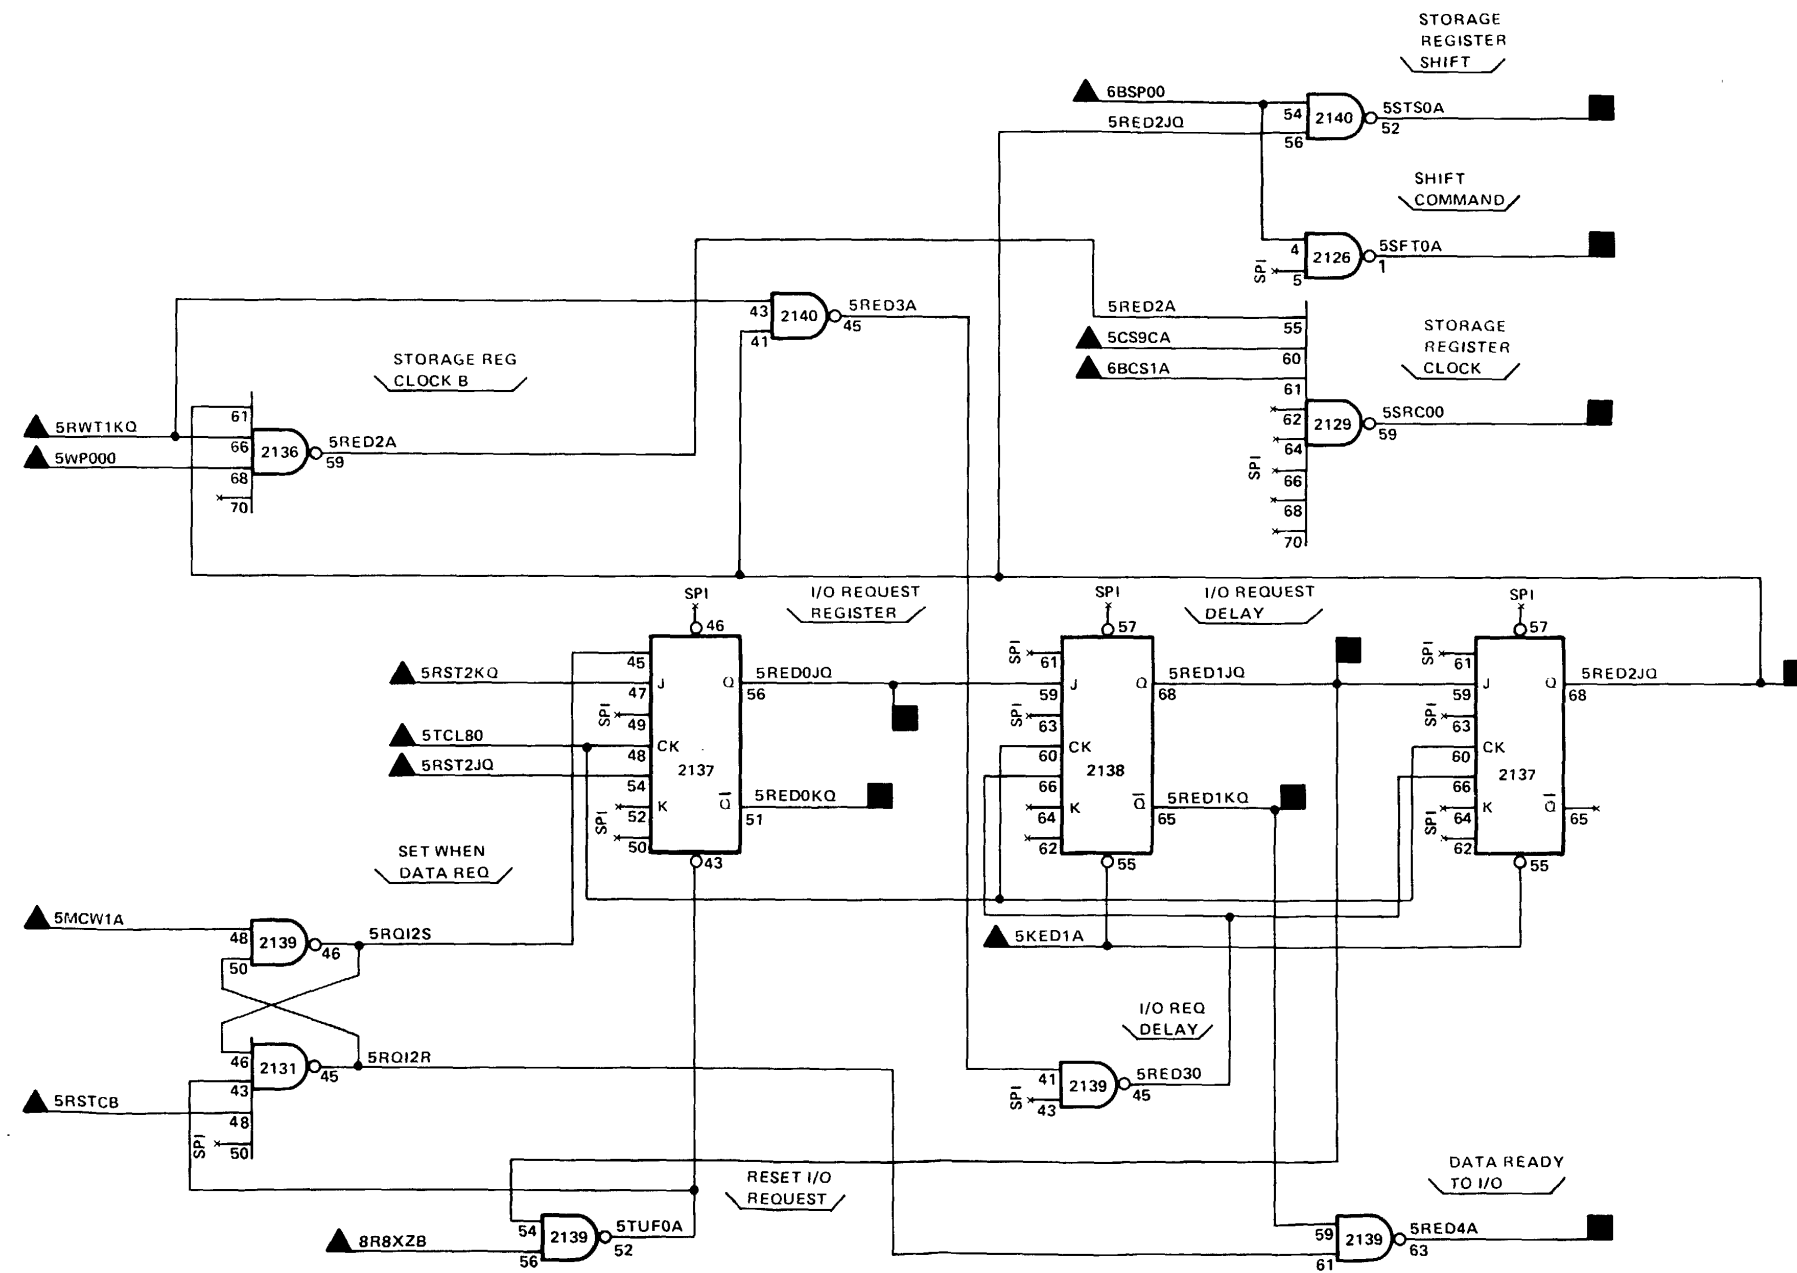 STORAGE
REGISTER
SHIFT
6BSP00
54
2140
5STS0A
52
5RED2JQ
56
SHIFT
COMMAND
4
2126
5SFT0A
1
SPI
5
5RED2A
55
5CS9CA
60
6BCS1A
61
62
2129
5SRC00
59
64
SPI
66
68
70
STORAGE
REGISTER
CLOCK
43
2140
5RED3A
45
41
STORAGE REG
CLOCK B
61
5RWT1KQ
66
2136
5RED2A
59
5WP000
68
70
SPI
46
I/O REQUEST
REGISTER
45
5RST2KQ
47
J
Q
5RED0JQ
56
SPI
49
5TCL80
48
CK
2137
5RST2JQ
54
52
K
Q
5RED0KQ
51
SPI
50
43
SPI
57
I/O REQUEST
DELAY
SPI
61
59
J
Q
5RED1JQ
68
SPI
63
60
CK
2138
66
64
K
Q
5RED1KQ
65
62
55
SPI
57
SPI
61
59
J
Q
5RED2JQ
68
SPI
63
60
CK
2137
66
64
K
Q
65
SPI
62
55
SET WHEN
DATA REQ
5MCW1A
48
2139
5RQI2S
46
50
5KED1A
46
2131
5RQI2R
45
43
5RSTCB
48
SPI
50
I/O REQ
DELAY
41
2139
5RED30
45
SPI
43
RESET I/O
REQUEST
54
2139
5TUF0A
52
8R8XZB
56
DATA READY
TO I/O
59
2139
5RED4A
63
61